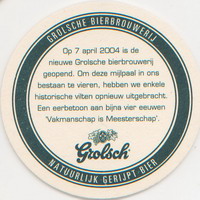 GROLSCHE BIERBROUWERIJ
Op 7 april 2004 is de
nieuwe Grolsche bierbrouwerij
geopend. Om deze mijlpaal in ons
bestaan te vieren, hebben we enkele
historische vilten opnieuw uitgebracht.
Een eerbetoon aan bijna vier eeuwen
'Vakmanschap is Meesterschap'.
Grolsch
NATUURLIJK GERIJPT BIER